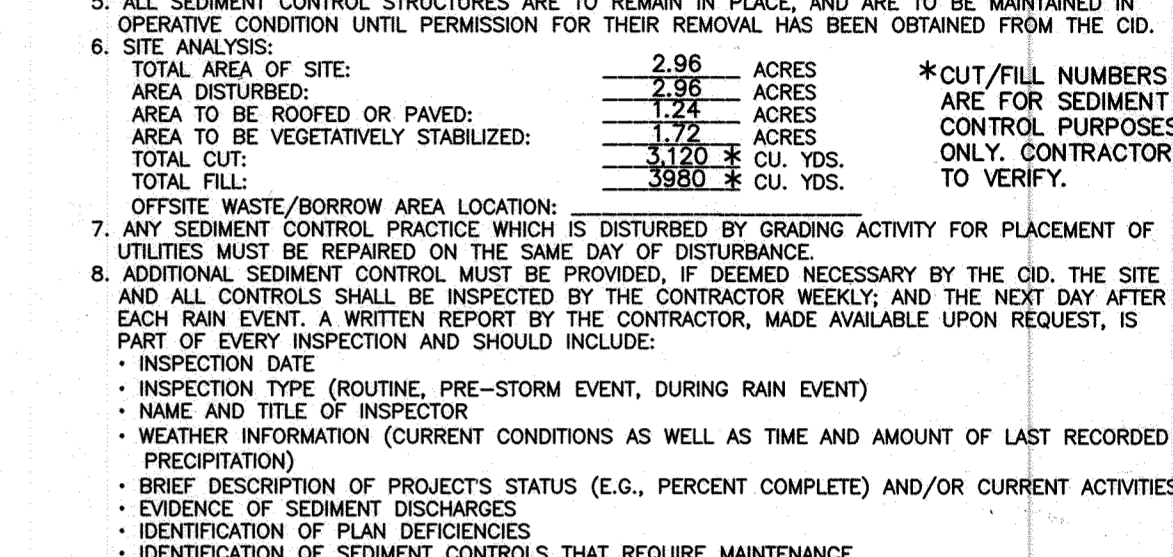 5. ALL SEDIMENT CONTROL STRUCTURES ARE TO REMAIN IN PLACE, AND ARE TO BE MAINTAINED IN
OPERATIVE CONDITION UNTIL PERMISSION FOR THEIR REMOVAL HAS BEEN OBTAINED FROM THE CID.
6. SITE ANALYSIS:
TOTAL AREA OF SITE: 2.96 ACRES
AREA DISTURBED: 2.96 ACRES
AREA TO BE ROOFED OR PAVED: 1.24 ACRES
AREA TO BE VEGETATIVELY STABILIZED: 1.72 ACRES
TOTAL CUT: 3,120 * CU. YDS.
TOTAL FILL: 3980 * CU. YDS.
OFFSITE WASTE/BORROW AREA LOCATION:
*CUT/FILL NUMBERS
ARE FOR SEDIMENT
CONTROL PURPOSES
ONLY. CONTRACTOR
TO VERIFY.
7. ANY SEDIMENT CONTROL PRACTICE WHICH IS DISTURBED BY GRADING ACTIVITY FOR PLACEMENT OF
UTILITIES MUST BE REPAIRED ON THE SAME DAY OF DISTURBANCE.
8. ADDITIONAL SEDIMENT CONTROL MUST BE PROVIDED, IF DEEMED NECESSARY BY THE CID. THE SITE
AND ALL CONTROLS SHALL BE INSPECTED BY THE CONTRACTOR WEEKLY; AND THE NEXT DAY AFTER
EACH RAIN EVENT. A WRITTEN REPORT BY THE CONTRACTOR, MADE AVAILABLE UPON REQUEST, IS
PART OF EVERY INSPECTION AND SHOULD INCLUDE:
• INSPECTION DATE
• INSPECTION TYPE (ROUTINE, PRE-STORM EVENT, DURING RAIN EVENT)
• NAME AND TITLE OF INSPECTOR
• WEATHER INFORMATION (CURRENT CONDITIONS AS WELL AS TIME AND AMOUNT OF LAST RECORDED
PRECIPITATION)
• BRIEF DESCRIPTION OF PROJECT'S STATUS (E.G., PERCENT COMPLETE) AND/OR CURRENT ACTIVITIES
• EVIDENCE OF SEDIMENT DISCHARGES
• IDENTIFICATION OF PLAN DEFICIENCIES
• IDENTIFICATION OF SEDIMENT CONTROLS THAT REQUIRE MAINTENANCE